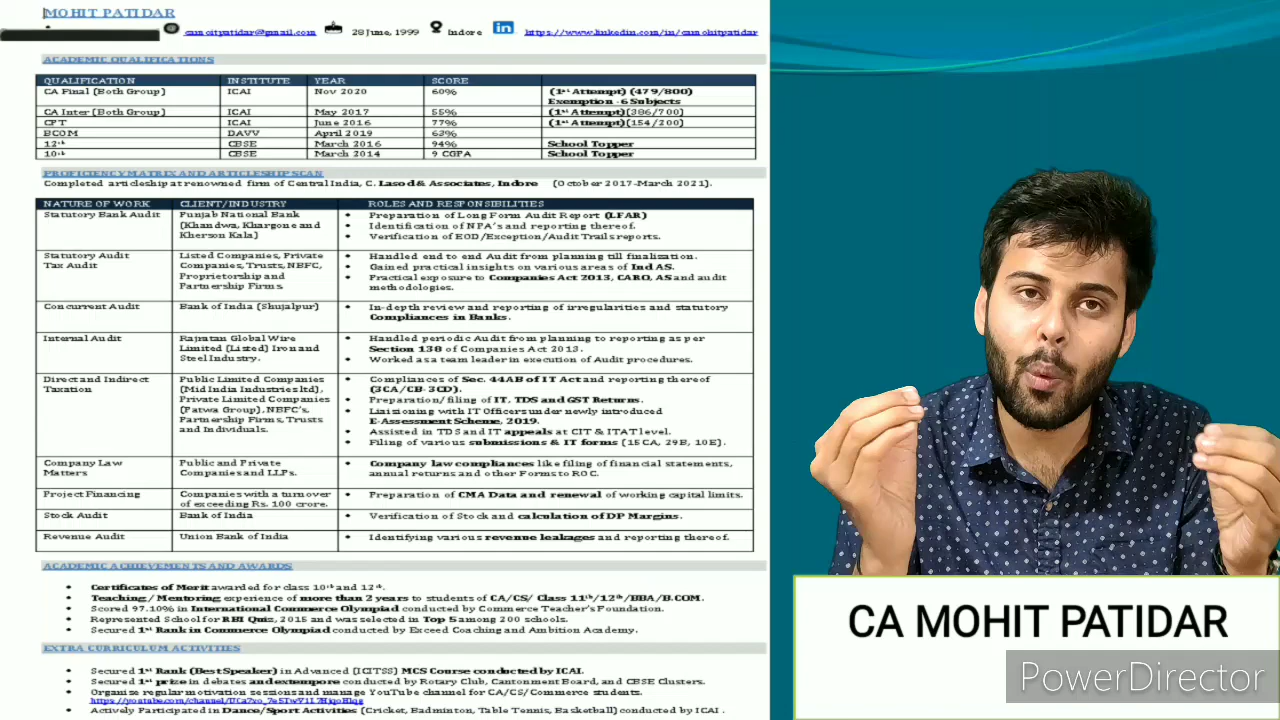 MOHIT PATIDAR
camohitpatidar@gmail.com 28 June, 1999 Indore in https://www.linkedin.com/in/camohitpatidar
ACADEMIC QUALIFICATIONS
QUALIFICATION INSTITUTE YEAR SCORE
CA Final (Both Group) ICAI Nov 2020 60% (1st Attempt) (479/800)
Exemption -6 Subjects
CA Inter (Both Group) ICAI May 2017 55% (1st Attempt)(386/700)
CPT ICAI June 2016 77% (1st Attempt)(154/200)
BCOM DAVV April 2019 63%
12th CBSE March 2016 94% School Topper
10th CBSE March 2014 9 CGPA School Topper
PROFICIENCY MATRIX AND ARTICLESHIP SCAN
Completed articleship at renowned firm of Central India, C. Lasod & Associates, Indore (October 2017-March 2021).
NATURE OF WORK CLIENT/INDUSTRY ROLES AND RESPONSIBILITIES
Statutory Bank Audit Punjab National Bank • Preparation of Long Form Audit Report (LFAR)
(Khandwa, Khargone and • Identification of NPA's and reporting thereof.
Kherson Kala) • Verification of EOD/Exception/Audit Trails reports.
Statutory Audit Listed Companies, Private • Handled end to end Audit from planning till finalization.
Tax Audit Companies, Trusts, NBFC, • Gained practical insights on various areas of Ind AS.
Proprietorship and • Practical exposure to Companies Act 2013, CARO, AS and audit
Partnership Firms. methodologies.
Concurrent Audit Bank of India (Shujalpur) • In-depth review and reporting of irregularities and statutory
Compliances in Banks.
Internal Audit Rajratan Global Wire • Handled periodic Audit from planning to reporting as per
Limited (Listed) Iron and Section 138 of Companies Act 2013.
Steel Industry. • Worked as a team leader in execution of Audit procedures.
Direct and Indirect Public Limited Companies • Compliances of Sec. 44AB of IT Act and reporting thereof
Taxation (Mid India Industries ltd), (3CA/CB-3CD).
Private Limited Companies • Preparation/filing of IT, TDS and GST Returns.
(Patwa Group), NBFC's, • Liaisioning with IT Officers under newly introduced
Partnership Firms, Trusts E-Assessment Scheme, 2019.
and Individuals. • Assisted in TDS and IT appeals at CIT & ITAT level.
• Filing of various submissions & IT forms (15CA, 29B, 10E).
Company Law Public and Private • Company law compliances like filing of financial statements,
Matters Companies and LLPs. annual returns and other Forms to ROC.
Project Financing Companies with a turnover • Preparation of CMA Data and renewal of working capital limits.
of exceeding Rs. 100 crore.
Stock Audit Bank of India • Verification of Stock and calculation of DP Margins.
Revenue Audit Union Bank of India • Identifying various revenue leakages and reporting thereof.
ACADEMIC ACHIEVEMENTS AND AWARDS
• Certificates of Merit awarded for class 10th and 12th.
• Teaching / Mentoring experience of more than 2 years to students of CA/CS/ Class 11th/12th/BBA/B.COM.
• Scored 97.10% in International Commerce Olympiad conducted by Commerce Teacher's Foundation.
• Represented School for RBI Quiz, 2015 and was selected in Top 5 among 200 schools.
• Secured 1st Rank in Commerce Olympiad conducted by Exceed Coaching and Ambition Academy.
EXTRA CURRICULUM ACTIVITIES
• Secured 1st Rank (Best Speaker) in Advanced (ICITSS) MCS Course conducted by ICAI.
• Secured 1st prize in debates and extempore conducted by Rotary Club, Cantonment Board, and CBSE Clusters.
• Organise regular motivation sessions and manage YouTube channel for CA/CS/Commerce students.
• Actively Participated in Dance/Sport Activities (Cricket, Badminton, Table Tennis, Basketball) conducted by ICAI .
CA MOHIT PATIDAR
PowerDirector